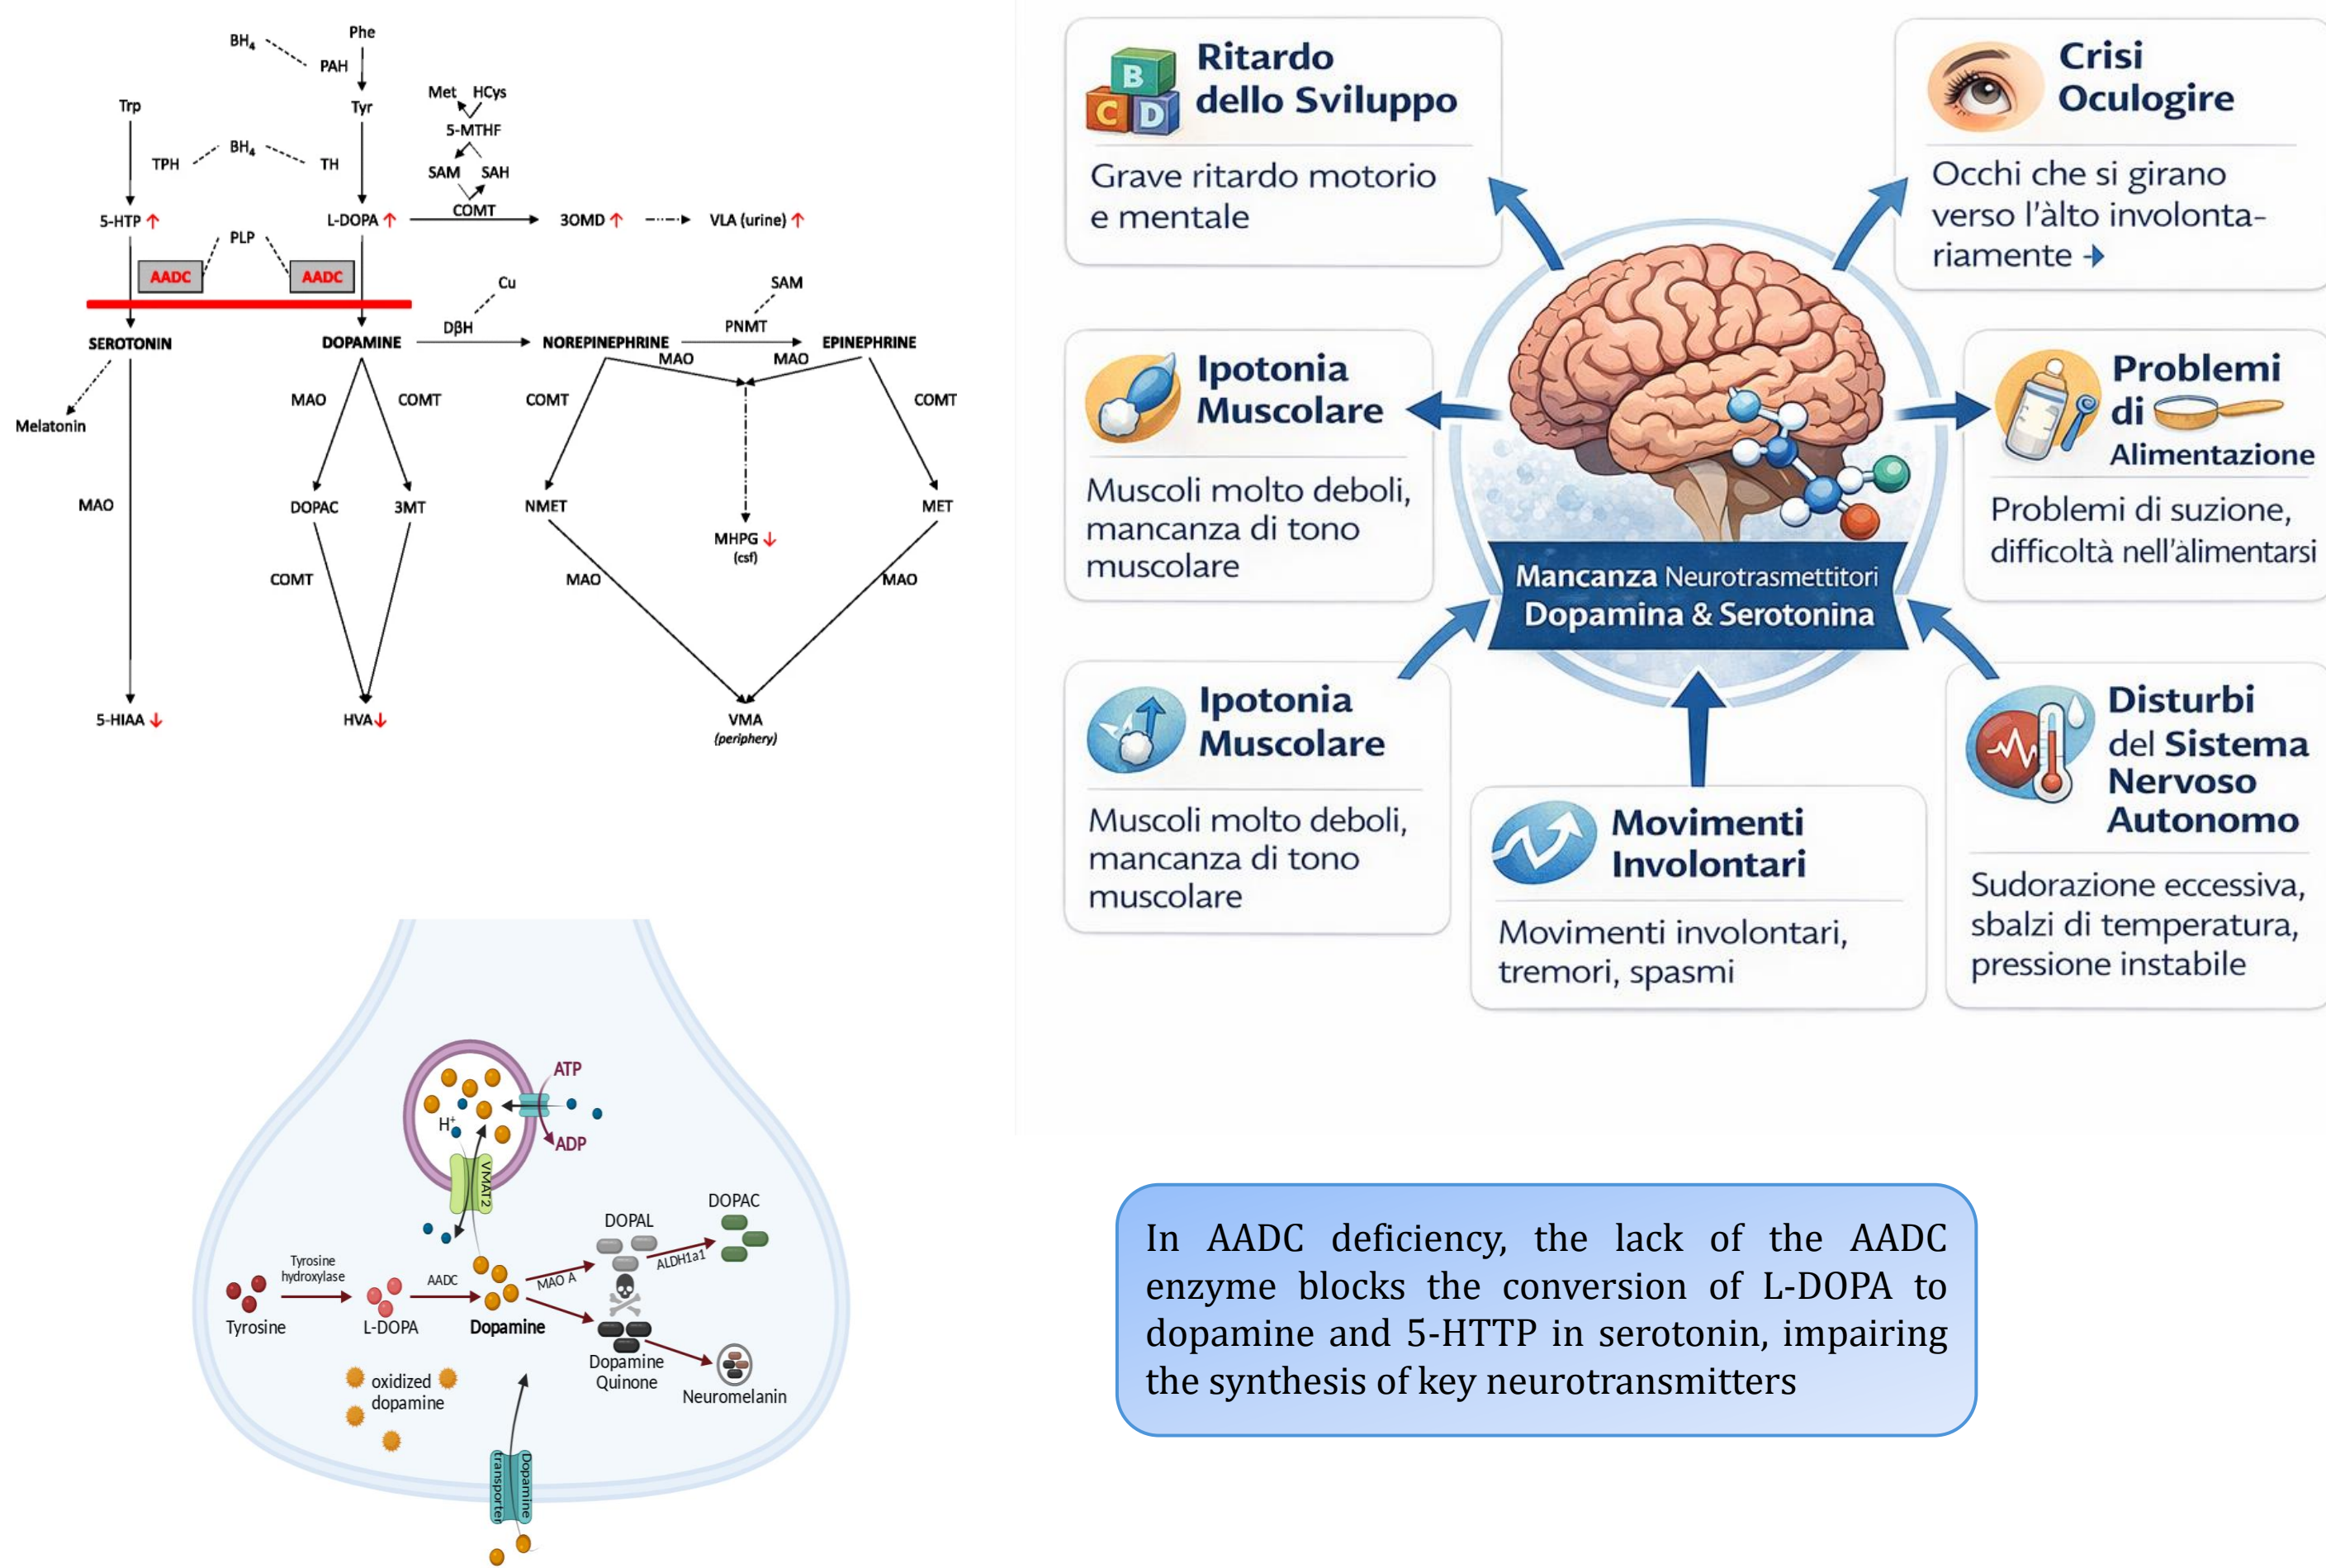 Phe
BH4
PAH
Trp
Tyr
Met HCys
5-MTHF
TPH
BH4
TH
SAM SAH
COMT
5-HTP ↑
L-DOPA ↑
3OMD ↑
VLA (urine) ↑
PLP
AADC
AADC
Cu
SAM
DβH
PNMT
SEROTONIN
DOPAMINE
NOREPINEPHRINE
EPINEPHRINE
MAO
MAO
MAO
COMT
COMT
COMT
Melatonin
MAO
DOPAC
3MT
NMET
MET
MHPG ↓
(csf)
COMT
MAO
MAO
5-HIAA ↓
HVA↓
VMA
(periphery)
Ritardo
dello Sviluppo
Grave ritardo motorio
e mentale
Crisi
Oculogire
Occhi che si girano
verso l'àlto involonta-
riamente
Ipotonia
Muscolare
Muscoli molto deboli,
mancanza di tono
muscolare
Problemi
di
Alimentazione
Problemi di suzione,
difficoltà nell'àlimentarsi
Mancanza Neurotrasmettitori
Dopamina & Serotonina
Ipotonia
Muscolare
Muscoli molto deboli,
mancanza di tono
muscolare
Movimenti
Involontari
Movimenti involontari,
tremori, spasmi
Disturbi
del Sistema
Nervoso
Autonomo
Sudorazione eccessiva,
sbalzi di temperatura,
pressione instabile
B
C D
ATP
H+
ADP
VMAT2
DOPAC
DOPAL
ALDH1a1
Tyrosine
hydroxylase
AADC
MAO A
Tyrosine
L-DOPA
Dopamine
Dopamine
Quinone
Neuromelanin
oxidized
dopamine
Dopamine
transporter
In AADC deficiency, the lack of the AADC
enzyme blocks the conversion of L-DOPA to
dopamine and 5-HTTP in serotonin, impairing
the synthesis of key neurotransmitters